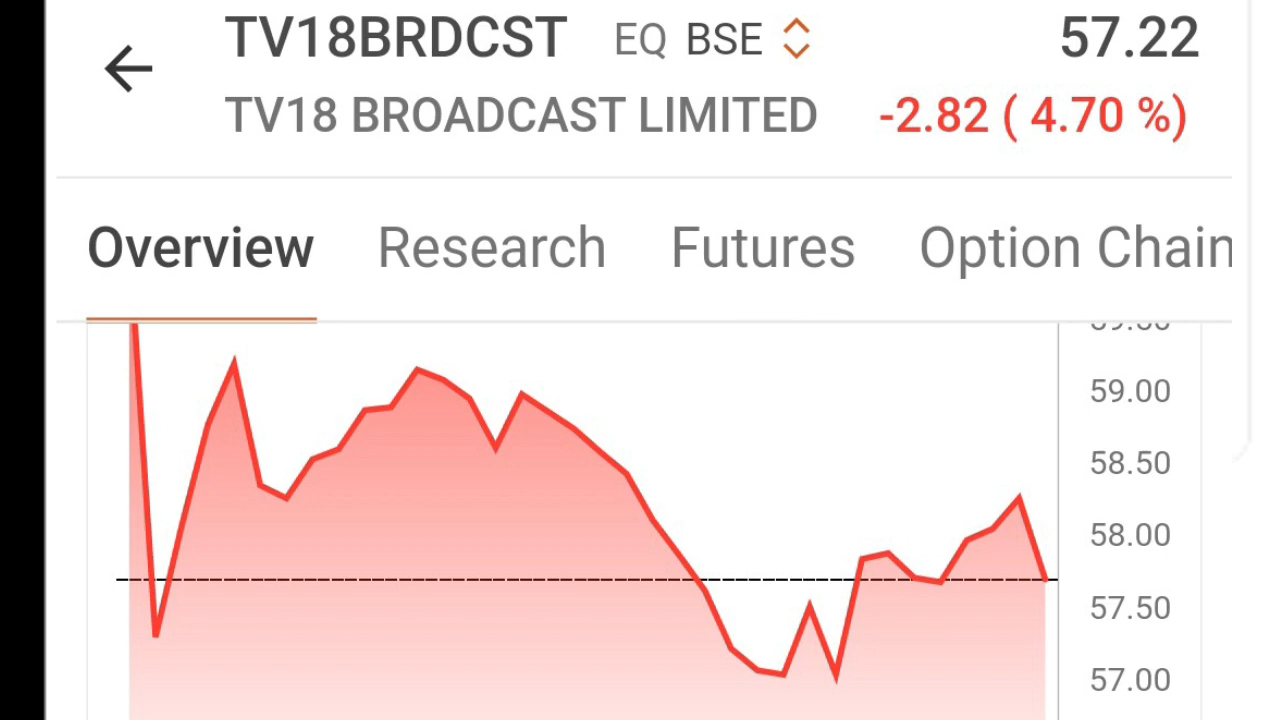 TV18BRDCST EQ BSE 57.22
TV18 BROADCAST LIMITED -2.82 ( 4.70 %)
Overview Research Futures Option Chain
59.00
58.50
58.00
57.50
57.00